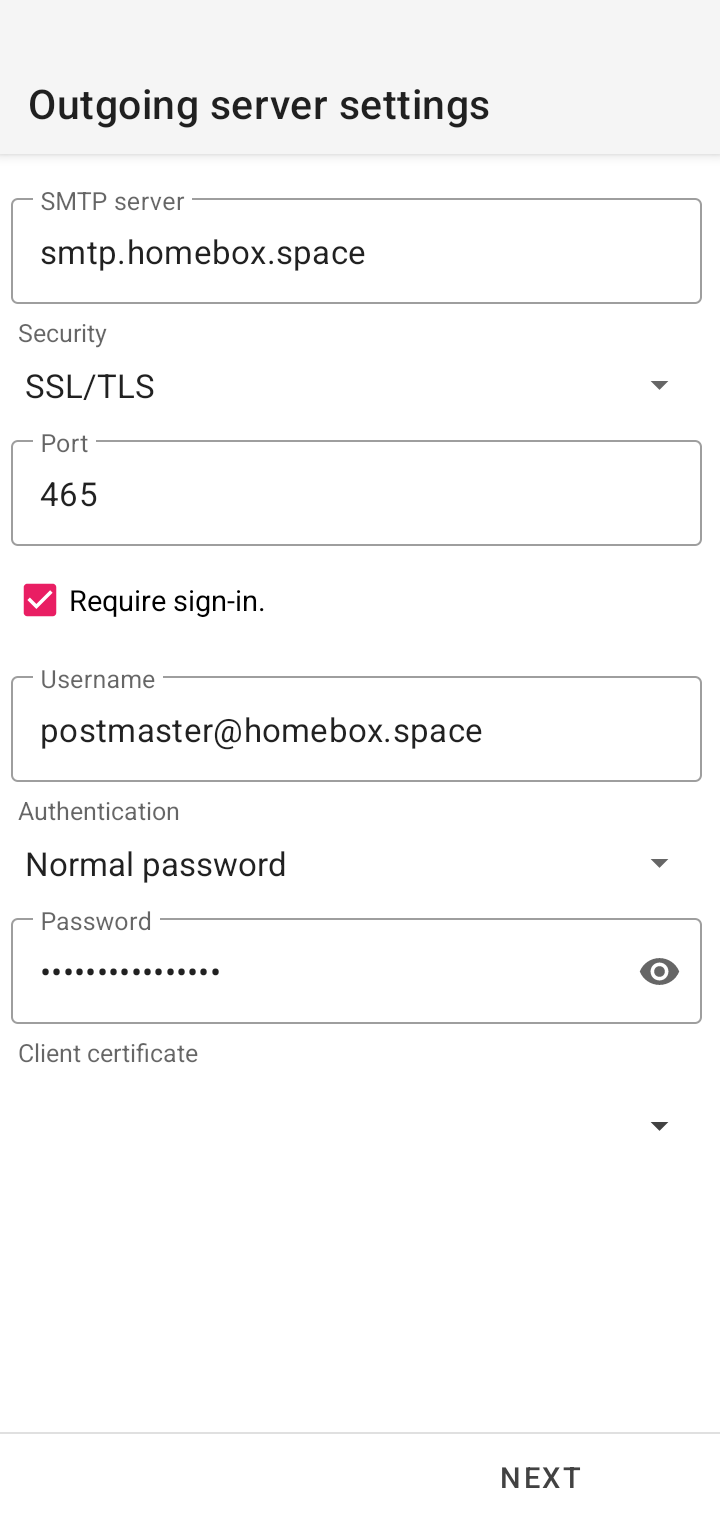 Outgoing server settings
SMTP server
smtp.homebox.space
Security
SSL/TLS
Port
465
Require sign-in.
Username
postmaster@homebox.space
Authentication
Normal password
Password
••••••••••••••••
Client certificate
NEXT